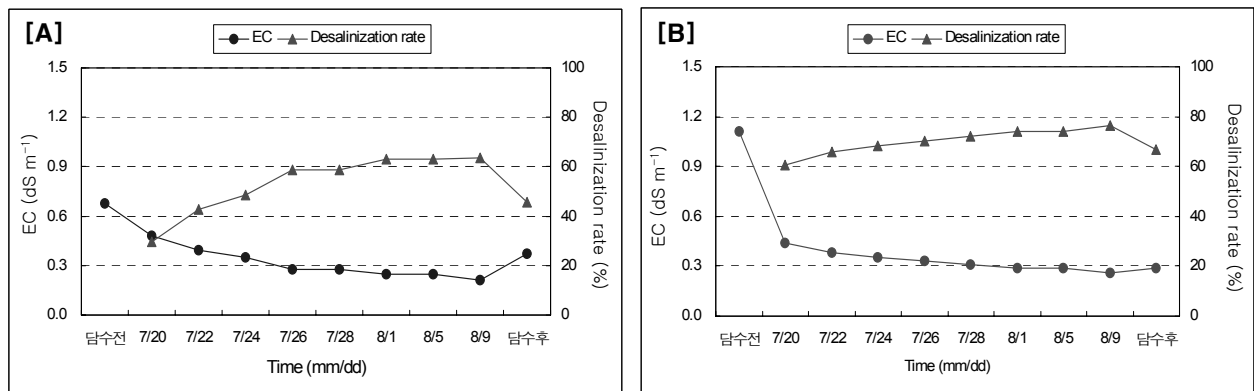 [A]
EC Desalinization rate
1.5 100
1.2 80
0.9 60
0.6 40
0.3 20
0.0 0
EC (dS m⁻¹)
Desalinization rate (%)
담수전 7/20 7/22 7/24 7/26 7/28 8/1 8/5 8/9 담수후
Time (mm/dd)
[B]
EC Desalinization rate
1.5 100
1.2 80
0.9 60
0.6 40
0.3 20
0.0 0
EC (dS m⁻¹)
Desalinization rate (%)
담수전 7/20 7/22 7/24 7/26 7/28 8/1 8/5 8/9 담수후
Time (mm/dd)